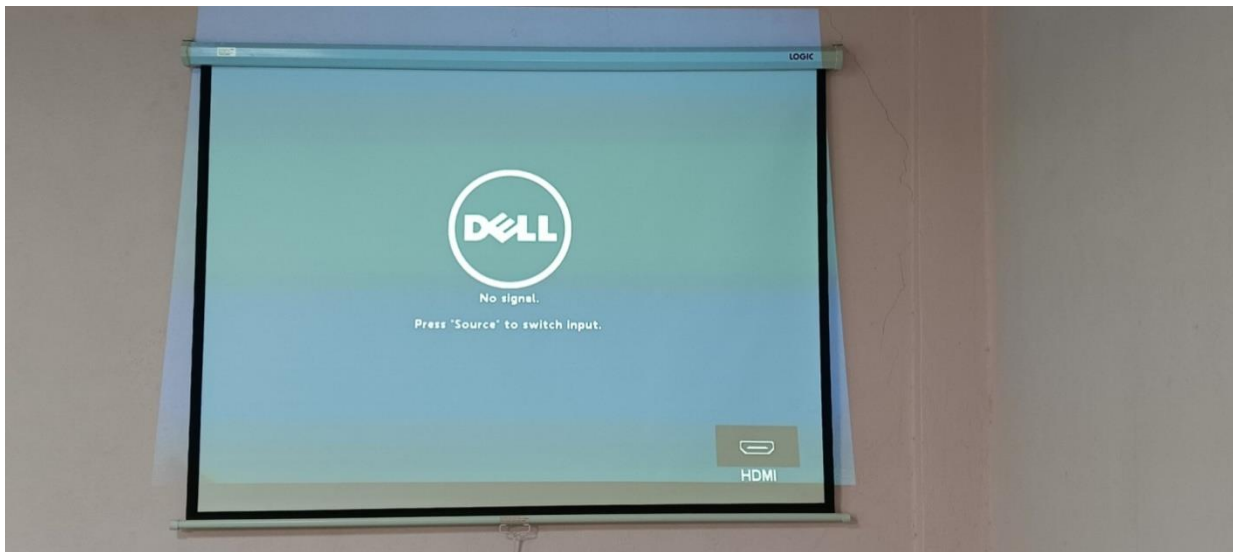 LOGIC
DELL
No signal.
Press "Source" to switch input.
HDMI